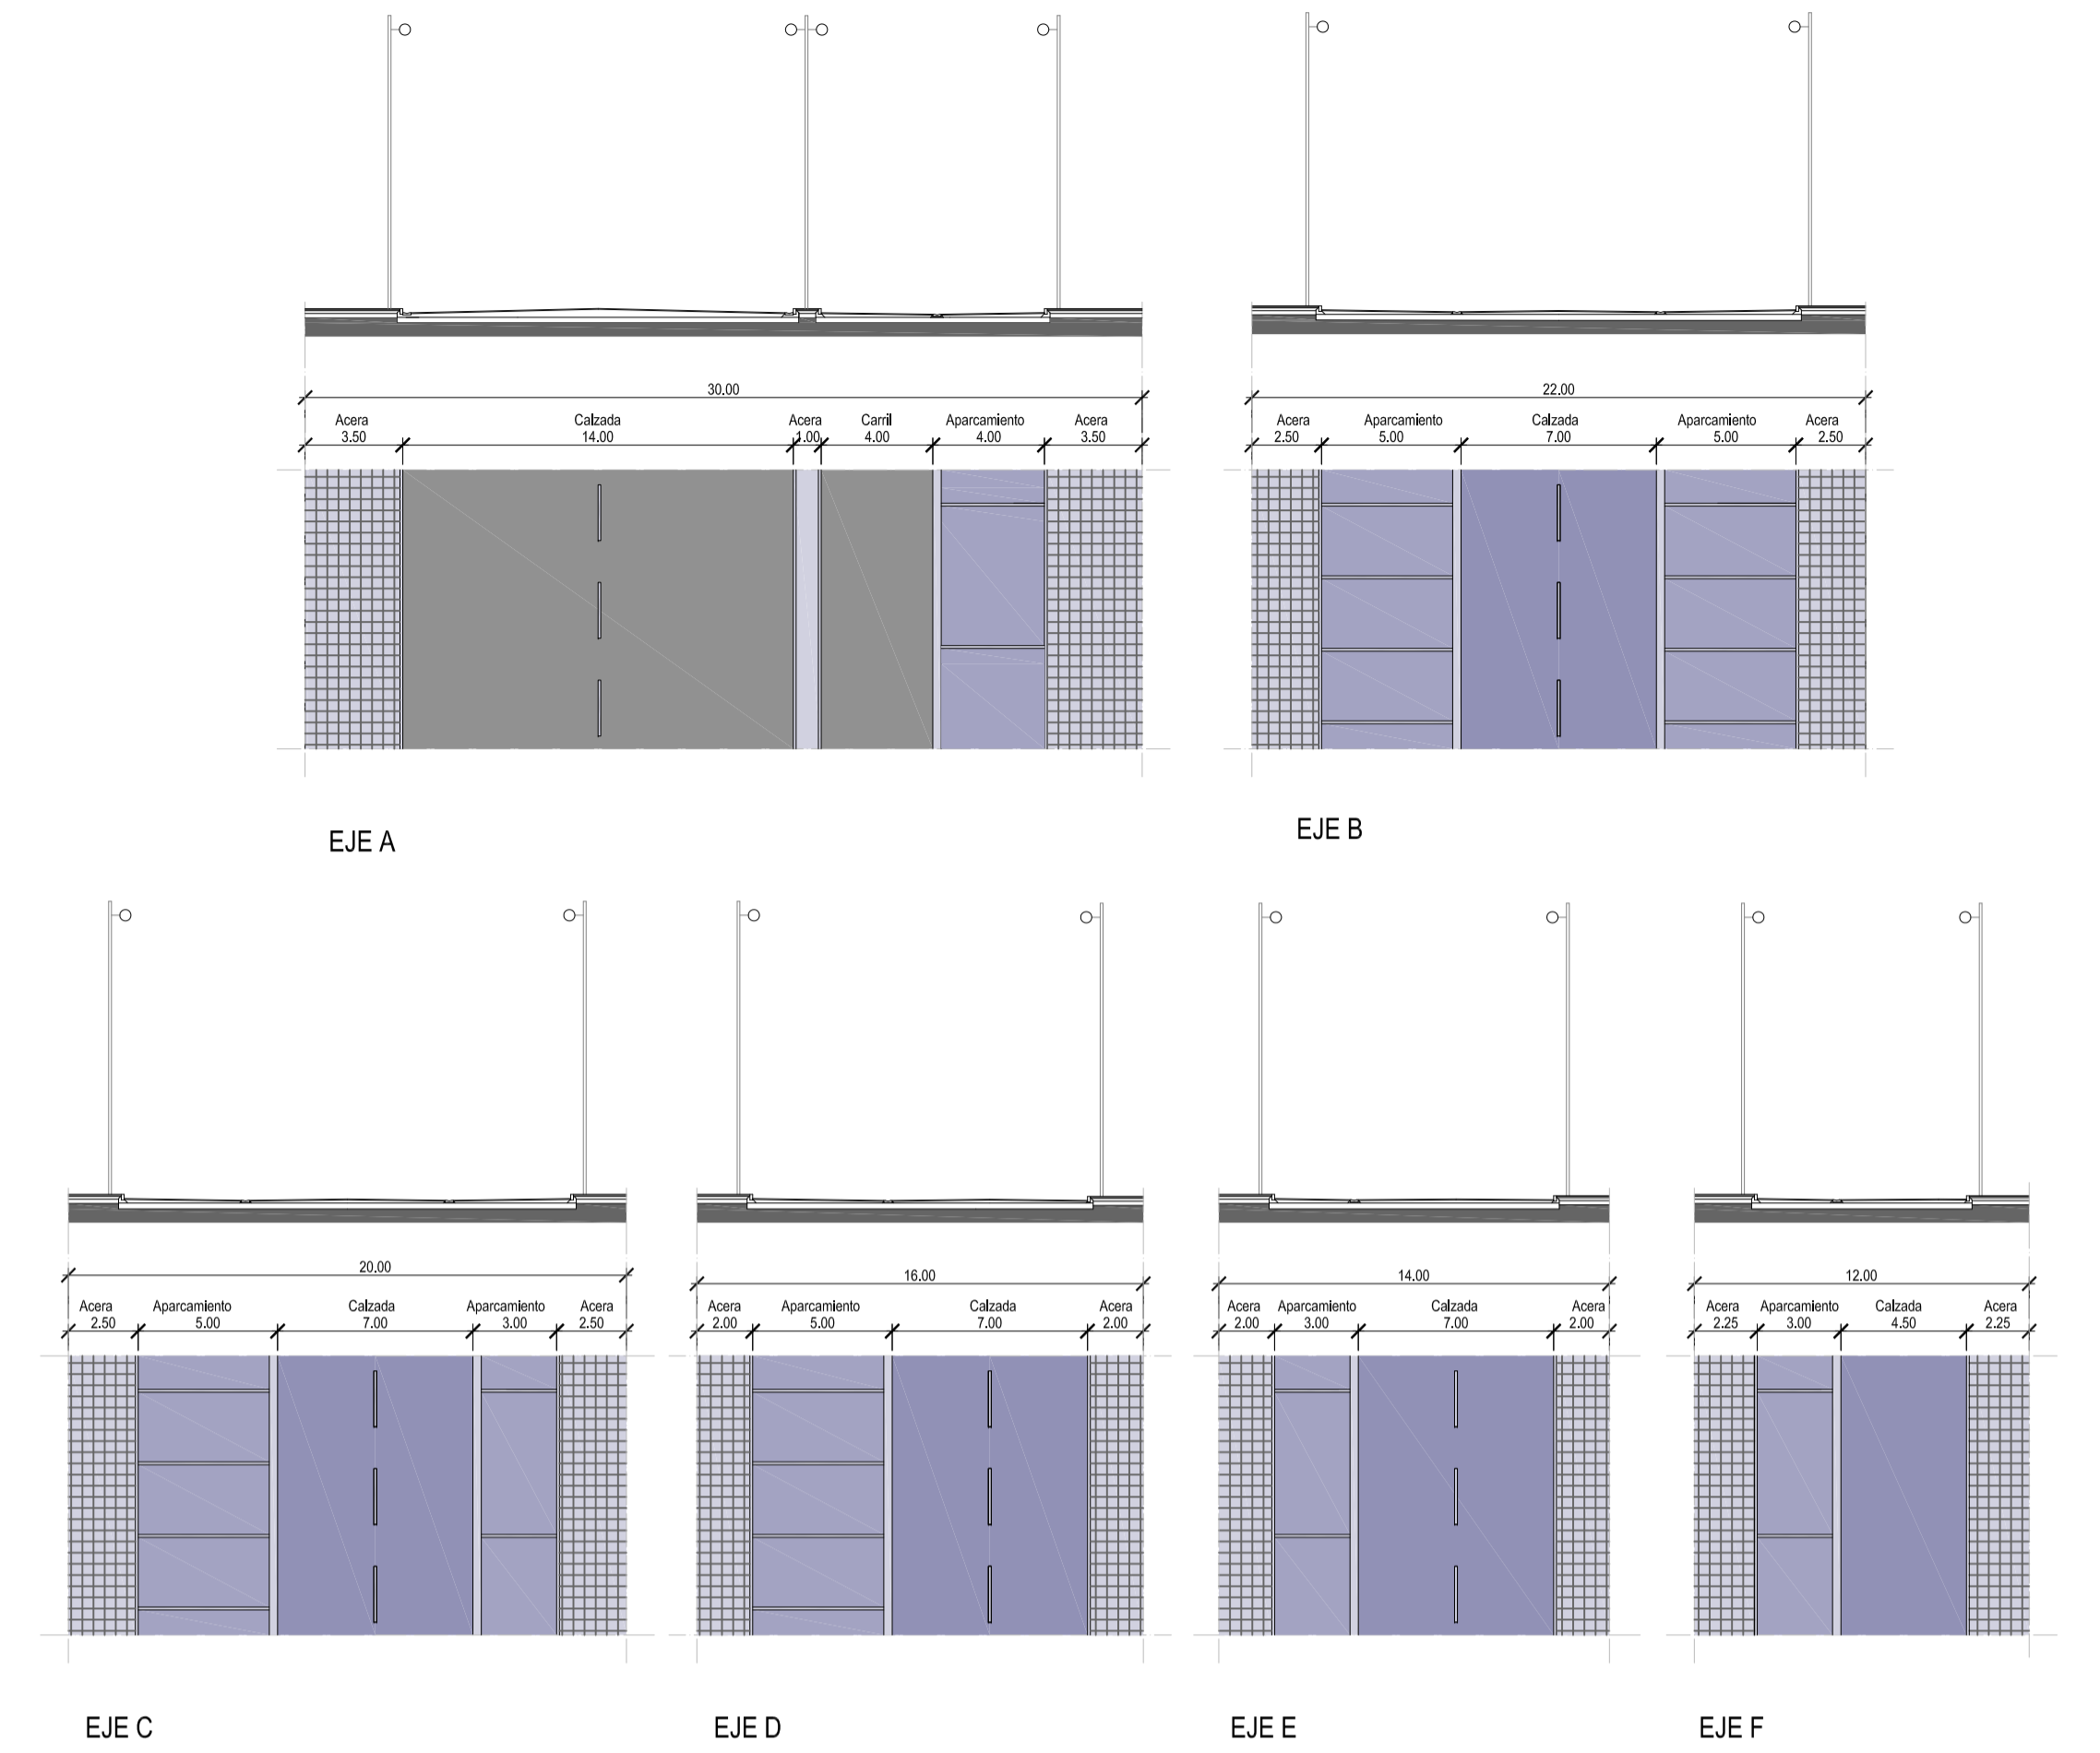 30.00
Acera Calzada Acera Carril Aparcamiento Acera
3.50 14.00 1.00 4.00 4.00 3.50
EJE A
22.00
Acera Aparcamiento Calzada Aparcamiento Acera
2.50 5.00 7.00 5.00 2.50
EJE B
20.00
Acera Aparcamiento Calzada Aparcamiento Acera
2.50 5.00 7.00 3.00 2.50
EJE C
16.00
Acera Aparcamiento Calzada Acera
2.00 5.00 7.00 2.00
EJE D
14.00
Acera Aparcamiento Calzada Acera
2.00 3.00 7.00 2.00
EJE E
12.00
Acera Aparcamiento Calzada Acera
2.25 3.00 4.50 2.25
EJE F